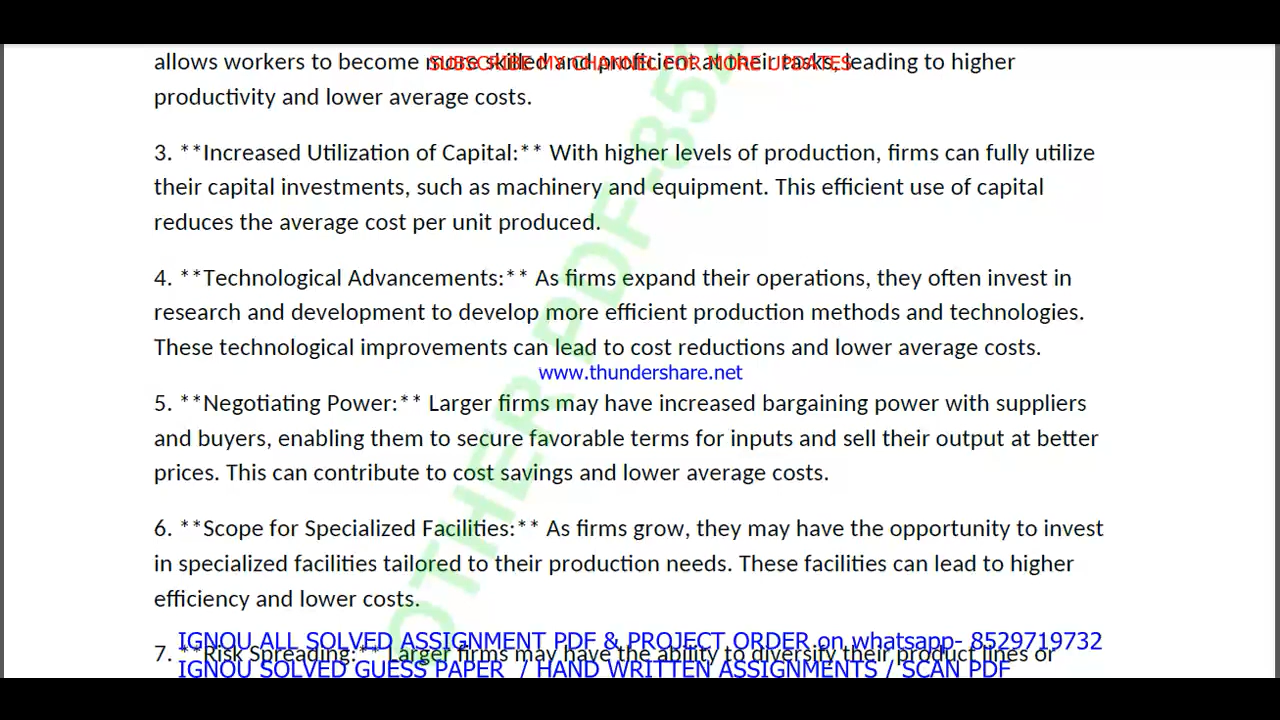 allows workers to become more skilled and proficient at their tasks, leading to higher
SUBSCRIBE MY CHANNEL FOR MORE UPDATES
productivity and lower average costs.
3. **Increased Utilization of Capital:** With higher levels of production, firms can fully utilize
their capital investments, such as machinery and equipment. This efficient use of capital
reduces the average cost per unit produced.
4. **Technological Advancements:** As firms expand their operations, they often invest in
research and development to develop more efficient production methods and technologies.
These technological improvements can lead to cost reductions and lower average costs.
www.thundershare.net
5. **Negotiating Power:** Larger firms may have increased bargaining power with suppliers
and buyers, enabling them to secure favorable terms for inputs and sell their output at better
prices. This can contribute to cost savings and lower average costs.
6. **Scope for Specialized Facilities:** As firms grow, they may have the opportunity to invest
in specialized facilities tailored to their production needs. These facilities can lead to higher
efficiency and lower costs.
IGNOU ALL SOLVED ASSIGNMENT PDF & PROJECT ORDER on whatsapp- 8529719732
7. **Risk Spreading:** Larger firms may have the ability to diversify their product lines or
IGNOU SOLVED GUESS PAPER / HAND WRITTEN ASSIGNMENTS / SCAN PDF
OTHER PDF-852